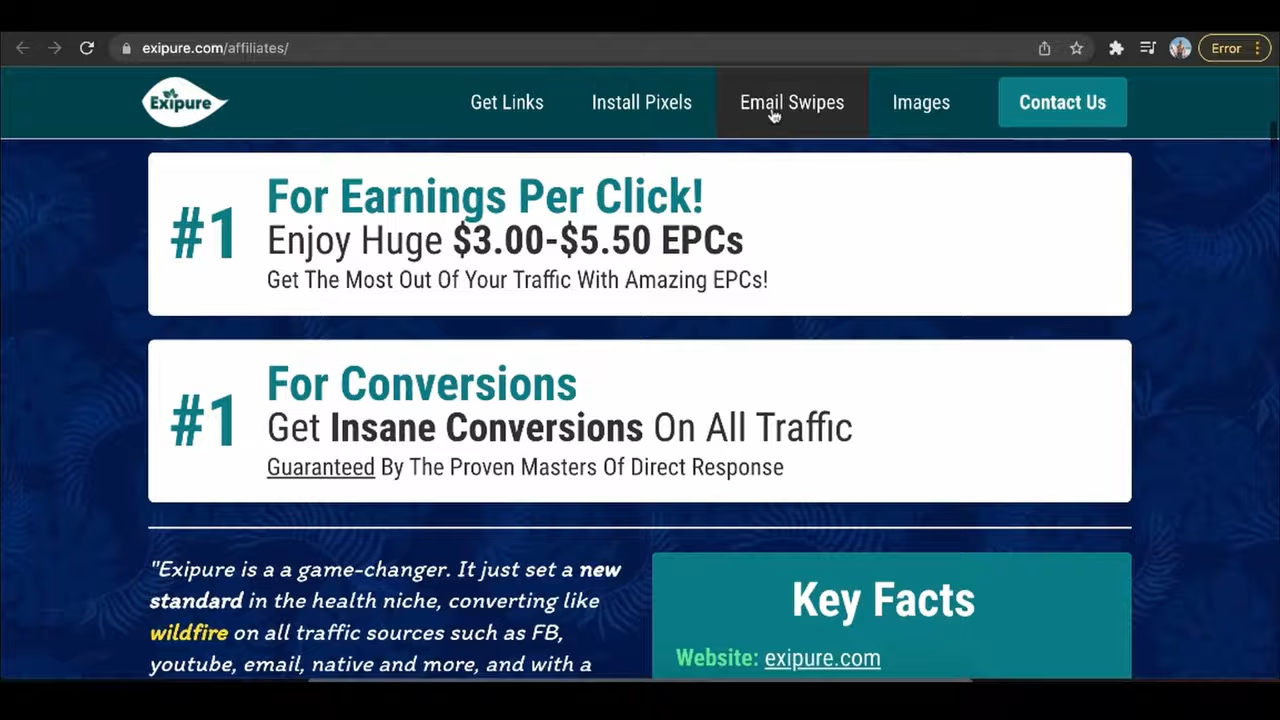 exipure.com/affiliates/
Error
Exipure
Get Links
Install Pixels
Email Swipes
Images
Contact Us
#1
For Earnings Per Click!
Enjoy Huge $3.00-$5.50 EPCs
Get The Most Out Of Your Traffic With Amazing EPCs!
#1
For Conversions
Get Insane Conversions On All Traffic
Guaranteed By The Proven Masters Of Direct Response
"Exipure is a a game-changer. It just set a new
standard in the health niche, converting like
wildfire on all traffic sources such as FB,
youtube, email, native and more, and with a
Key Facts
Website: exipure.com